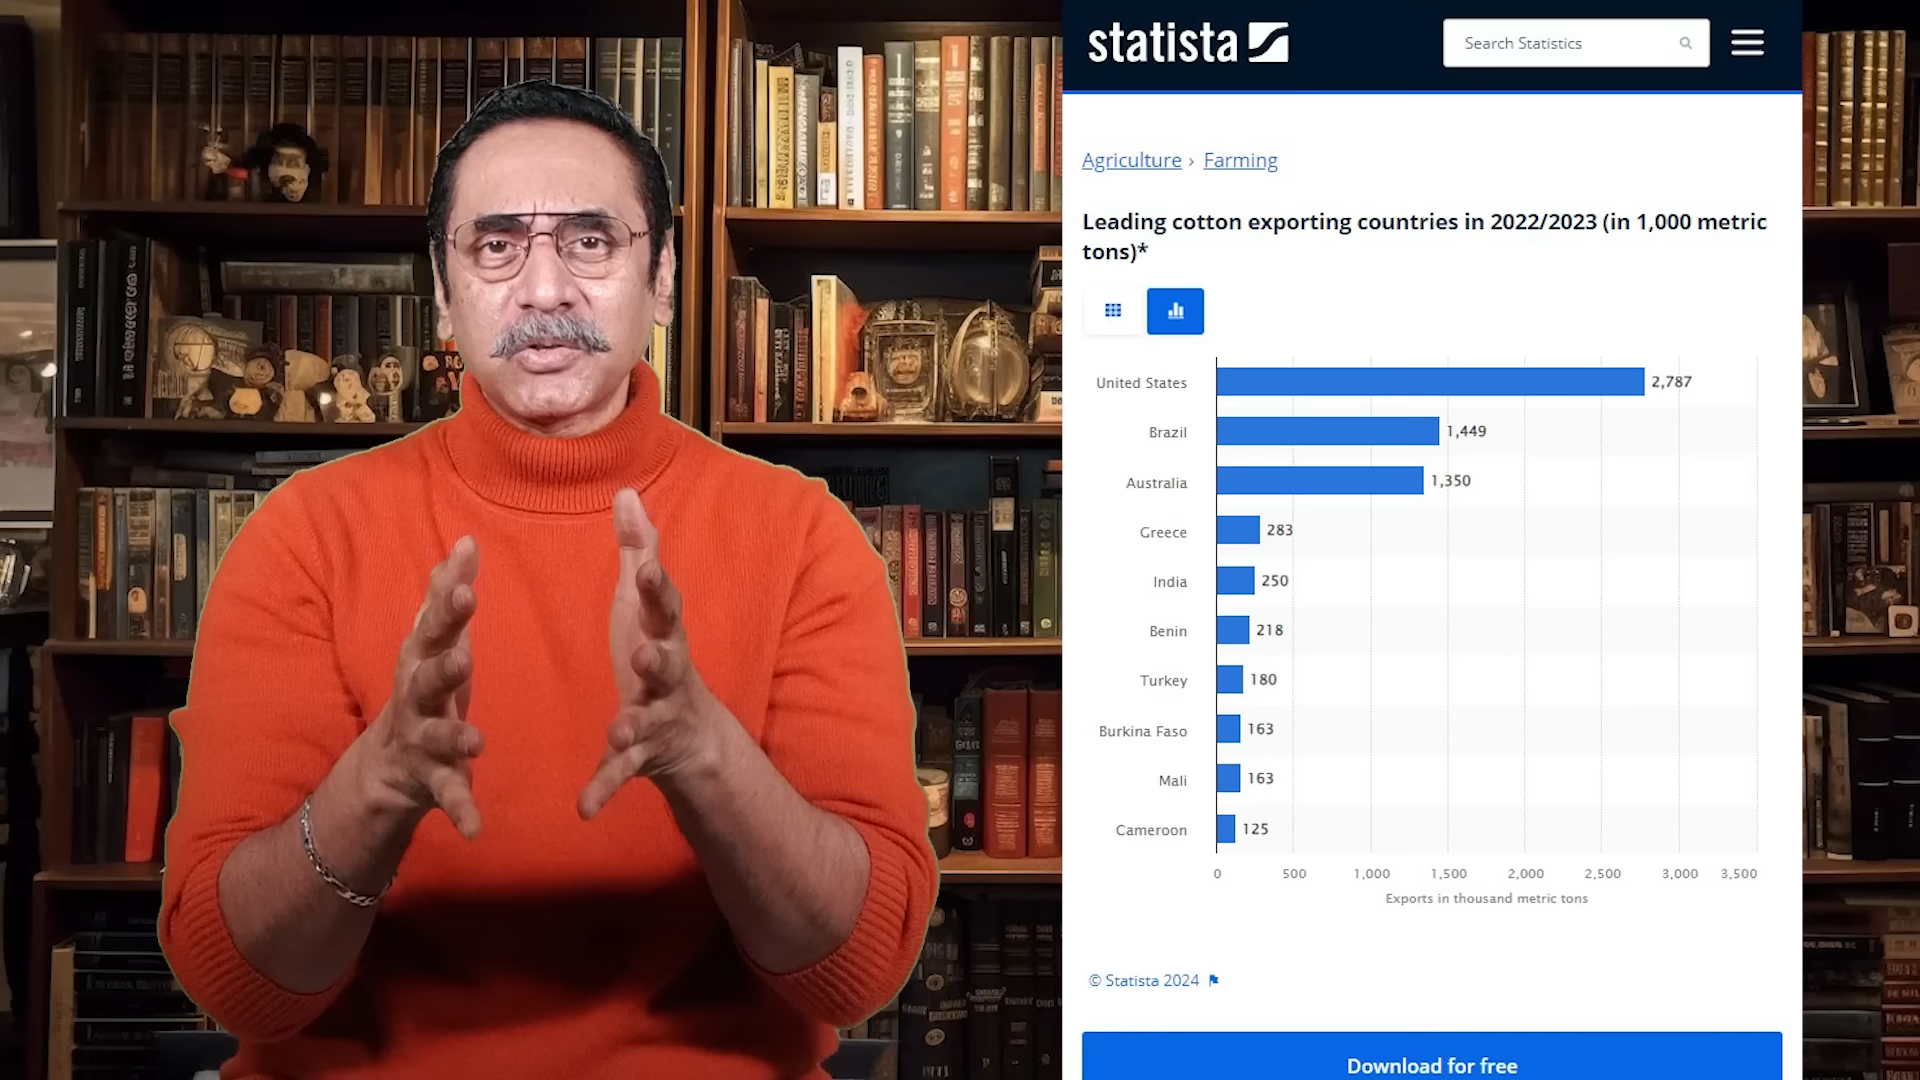 statista
Search Statistics
Agriculture › Farming
Leading cotton exporting countries in 2022/2023 (in 1,000 metric
tons)*
United States 2,787
Brazil 1,449
Australia 1,350
Greece 283
India 250
Benin 218
Turkey 180
Burkina Faso 163
Mali 163
Cameroon 125
0 500 1,000 1,500 2,000 2,500 3,000 3,500
Exports in thousand metric tons
© Statista 2024
Download for free